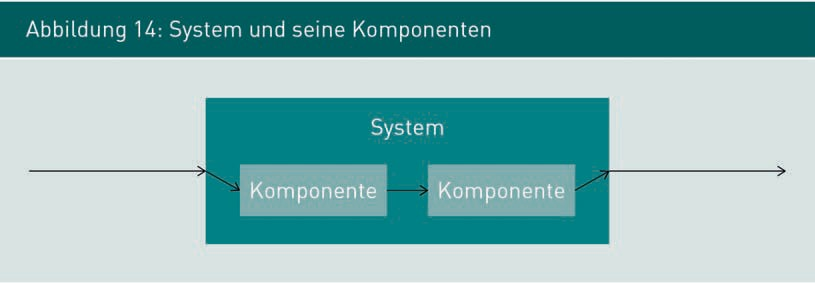 Abbildung 14: System und seine Komponenten
System
Komponente
Komponente